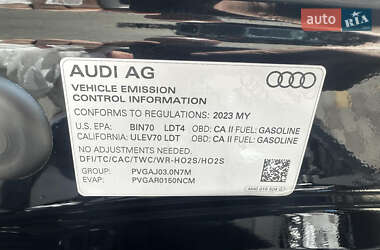 auto RIA
AUDI AG
VEHICLE EMISSION
CONTROL INFORMATION
CONFORMS TO REGULATIONS: 2023 MY
U.S. EPA: BIN70 LDT4 OBD: CA II FUEL: GASOLINE
CALIFORNIA: ULEV70 LDT OBD: CA II FUEL: GASOLINE
NO ADJUSTMENTS NEEDED.
DFI/TC/CAC/TWC/WR-HO2S/HO2S
GROUP: PVGAJ03.0N7M
EVAP: PVGAR0150NCM